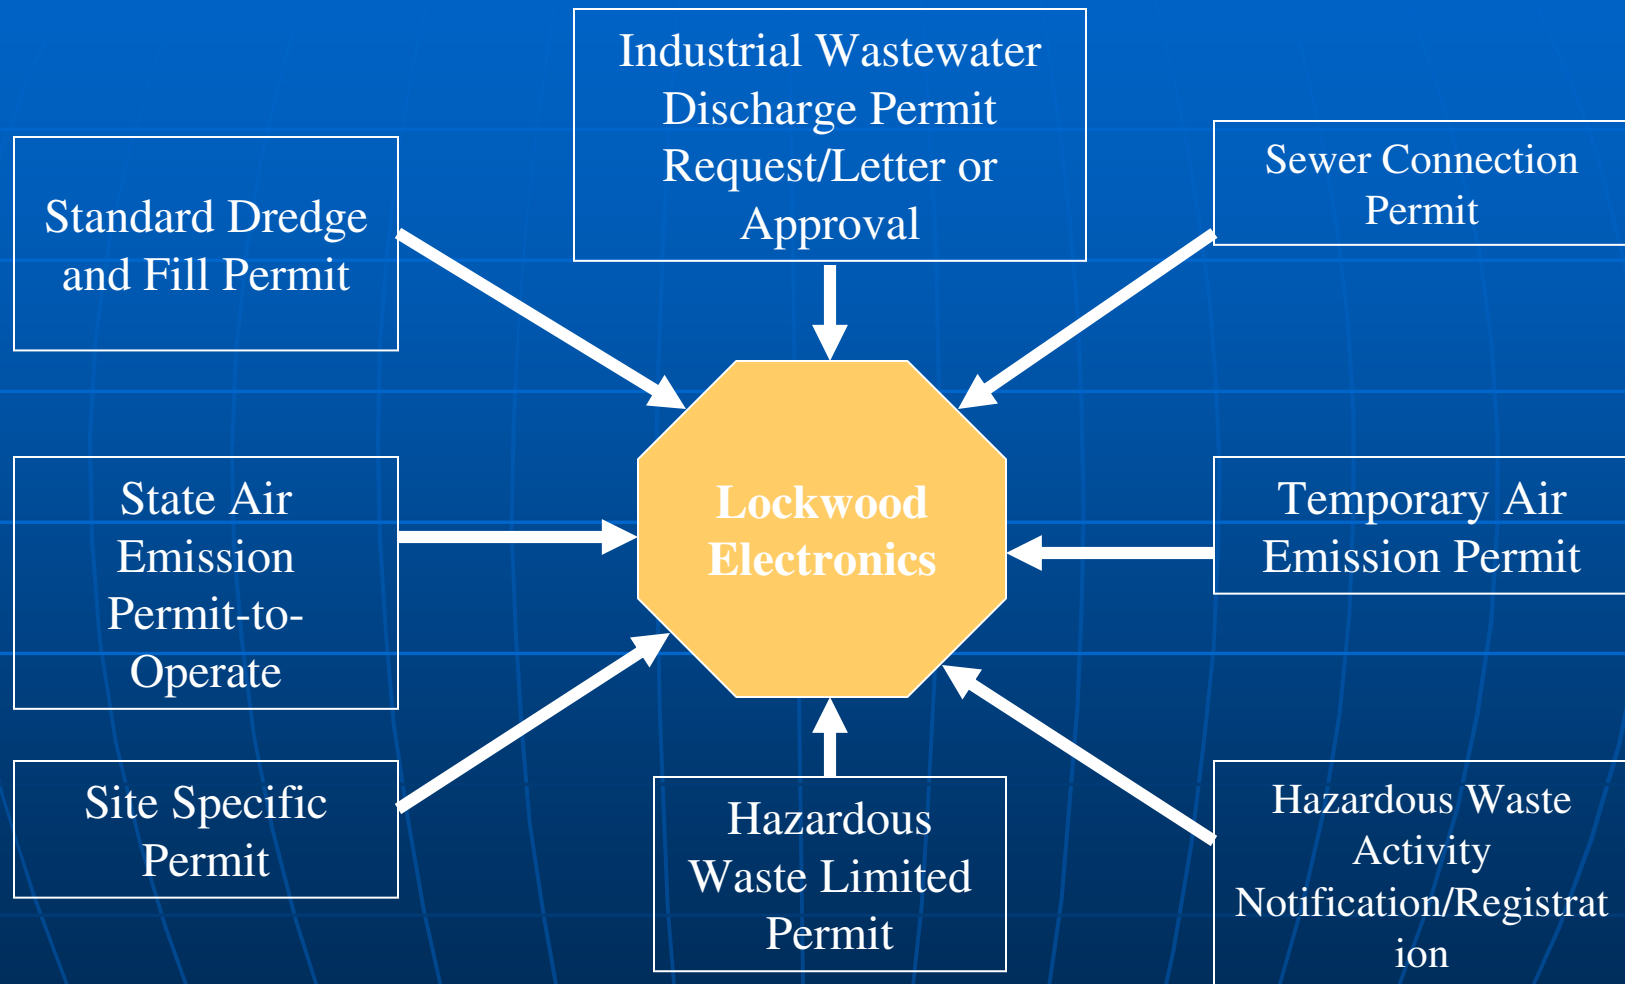 Industrial Wastewater
Discharge Permit
Request/Letter or
Approval
Standard Dredge
and Fill Permit
Sewer Connection
Permit
State Air
Emission
Permit-to-
Operate
Lockwood
Electronics
Temporary Air
Emission Permit
Site Specific
Permit
Hazardous
Waste Limited
Permit
Hazardous Waste
Activity
Notification/Registrat
ion